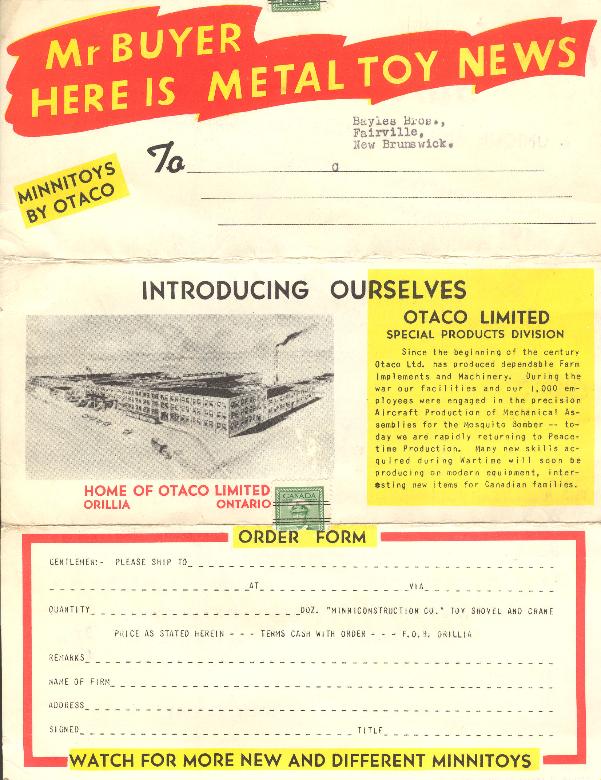 Mr BUYER
HERE IS METAL TOY NEWS
Bayles Bros.,
Fairville,
New Brunswick.
To
MINNITOYS
BY OTACO
INTRODUCING OURSELVES
OTACO LIMITED
SPECIAL PRODUCTS DIVISION
Since the beginning of the century
Otaco Ltd. has produced dependable Farm
Implements and Machinery. During the
war our facilities and our 1,000 em-
ployees were engaged in the precision
Aircraft Production of Mechanical As-
semblies for the Mosquito Bomber -- to-
day we are rapidly returning to Peace-
time Production. Many new skills ac-
quired during Wartime will soon be
producing on modern equipment, inter-
esting new items for Canadian families.
HOME OF OTACO LIMITED
ORILLIA ONTARIO
CANADA
ORDER FORM
GENTLEMEN:- PLEASE SHIP TO
AT VIA
QUANTITY DOZ. "MINNICONSTRUCTION CO." TOY SHOVEL AND CRANE
PRICE AS STATED HEREIN - - - TERMS CASH WITH ORDER - - - F.O.B. ORILLIA
REMARKS
NAME OF FIRM
ADDRESS
SIGNED TITLE
WATCH FOR MORE NEW AND DIFFERENT MINNITOYS